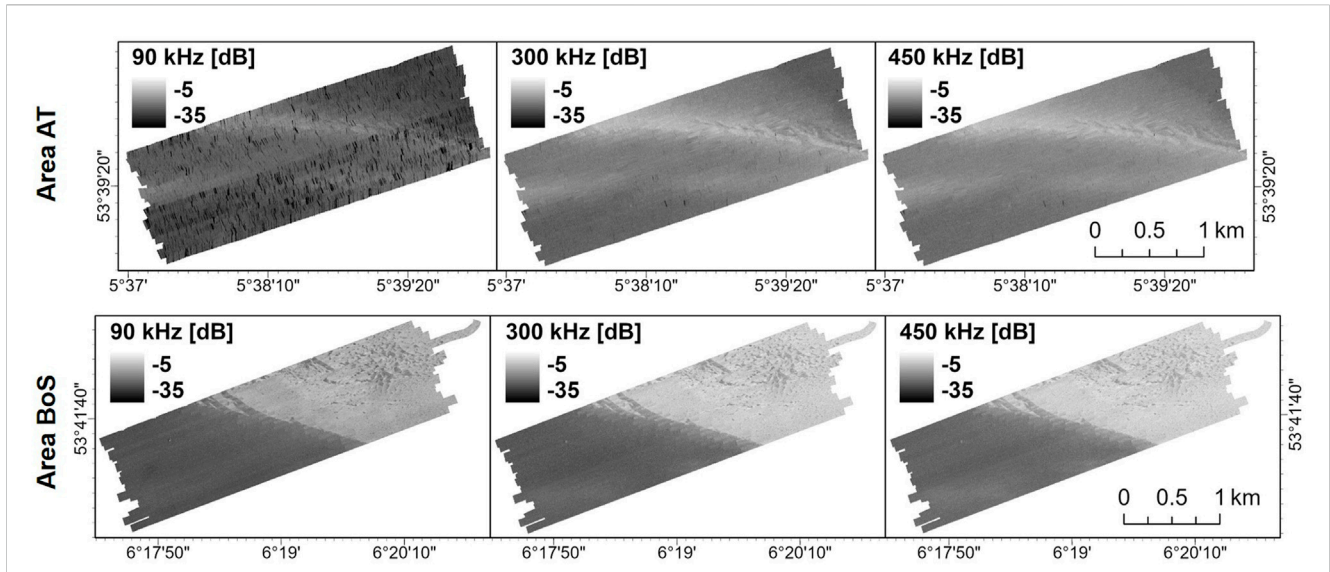 Area AT
90 kHz [dB]
-5
-35
300 kHz [dB]
-5
-35
450 kHz [dB]
-5
-35
53°39'20"
53°39'20"
0 0.5 1 km
5°37' 5°38'10" 5°39'20" 5°37' 5°38'10" 5°39'20" 5°37' 5°38'10" 5°39'20"
Area BoS
90 kHz [dB]
-5
-35
300 kHz [dB]
-5
-35
450 kHz [dB]
-5
-35
53°41'40"
53°41'40"
0 0.5 1 km
6°17'50" 6°19' 6°20'10" 6°17'50" 6°19' 6°20'10" 6°17'50" 6°19' 6°20'10"